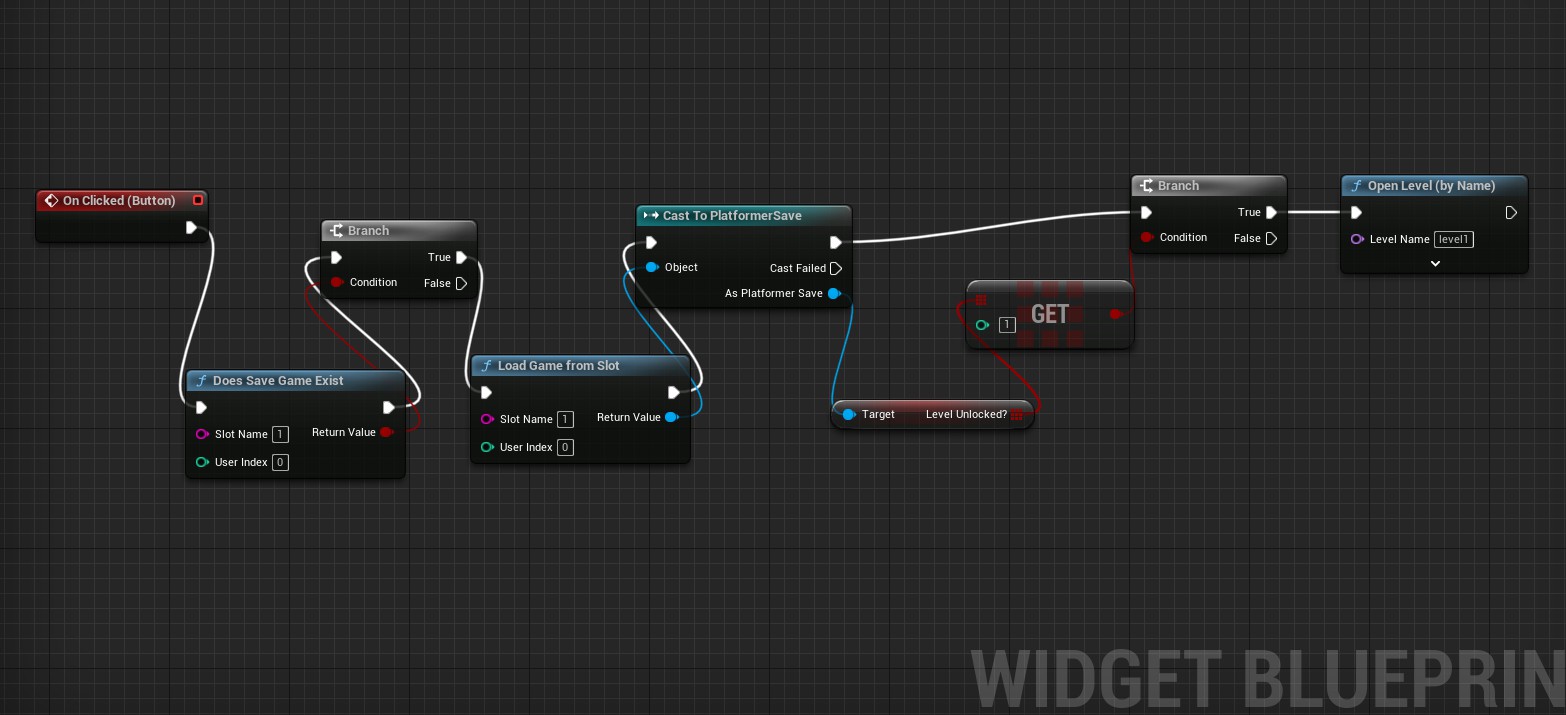 On Clicked (Button)
Branch
Condition
True
False
Does Save Game Exist
Slot Name 1
User Index 0
Return Value
Load Game from Slot
Slot Name 1
User Index 0
Return Value
Cast To PlatformerSave
Object
Cast Failed
As Platformer Save
Target
Level Unlocked?
1
GET
Branch
Condition
True
False
Open Level (by Name)
Level Name level1
WIDGET BLUEPRIN